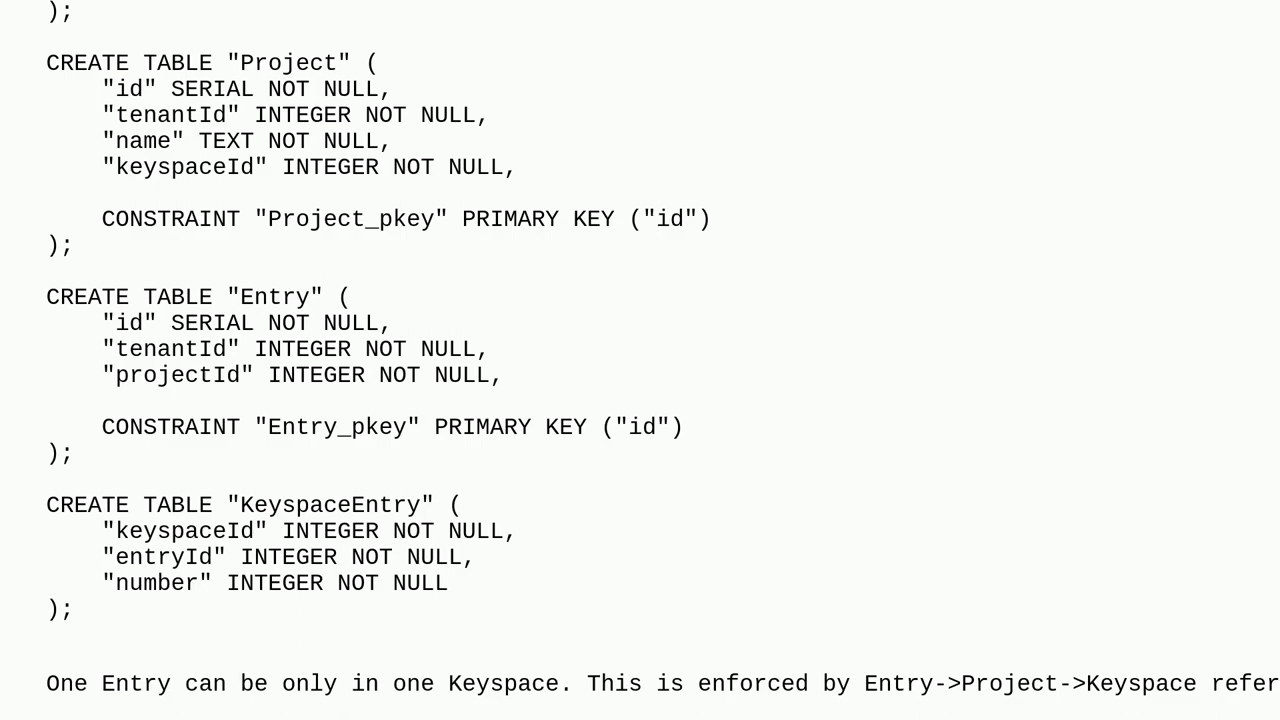 );
CREATE TABLE "Project" (
    "id" SERIAL NOT NULL,
    "tenantId" INTEGER NOT NULL,
    "name" TEXT NOT NULL,
    "keyspaceId" INTEGER NOT NULL,
    CONSTRAINT "Project_pkey" PRIMARY KEY ("id")
);
CREATE TABLE "Entry" (
    "id" SERIAL NOT NULL,
    "tenantId" INTEGER NOT NULL,
    "projectId" INTEGER NOT NULL,
    CONSTRAINT "Entry_pkey" PRIMARY KEY ("id")
);
CREATE TABLE "KeyspaceEntry" (
    "keyspaceId" INTEGER NOT NULL,
    "entryId" INTEGER NOT NULL,
    "number" INTEGER NOT NULL
);
One Entry can be only in one Keyspace. This is enforced by Entry->Project->Keyspace refer